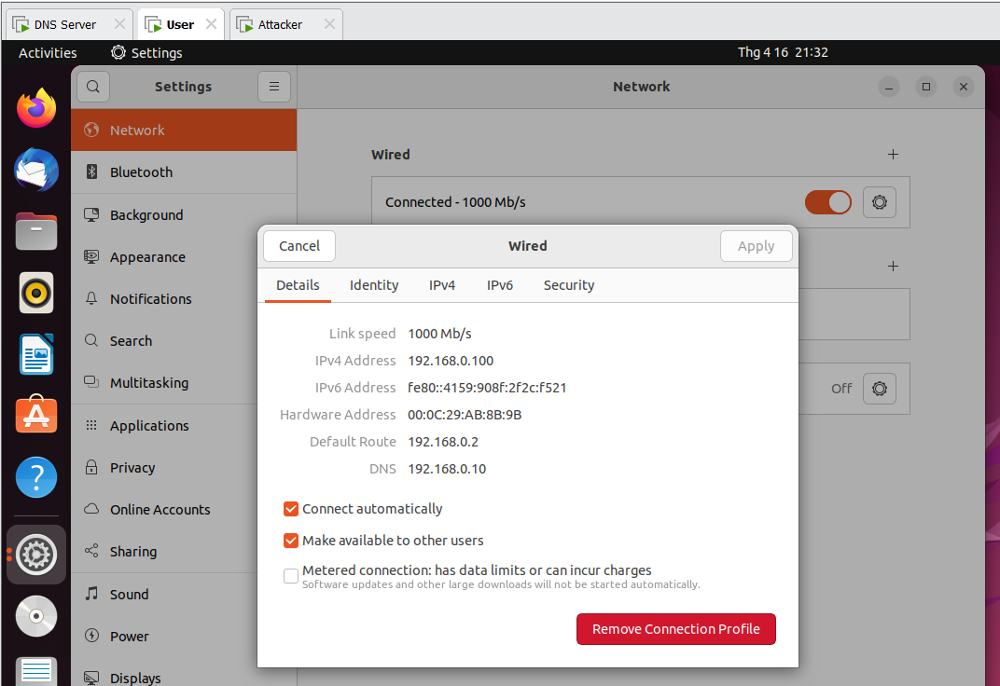 DNS Server
User
Attacker
Activities
Settings
Thg 4 16 21:32
Settings
Network
Network
Bluetooth
Background
Appearance
Notifications
Search
Multitasking
Applications
Privacy
Online Accounts
Sharing
Sound
Power
Displays
Wired
Connected - 1000 Mb/s
Off
Cancel
Wired
Apply
Details
Identity
IPv4
IPv6
Security
Link speed 1000 Mb/s
IPv4 Address 192.168.0.100
IPv6 Address fe80::4159:908f:2f2c:f521
Hardware Address 00:0C:29:AB:8B:9B
Default Route 192.168.0.2
DNS 192.168.0.10
Connect automatically
Make available to other users
Metered connection: has data limits or can incur charges
Software updates and other large downloads will not be started automatically.
Remove Connection Profile